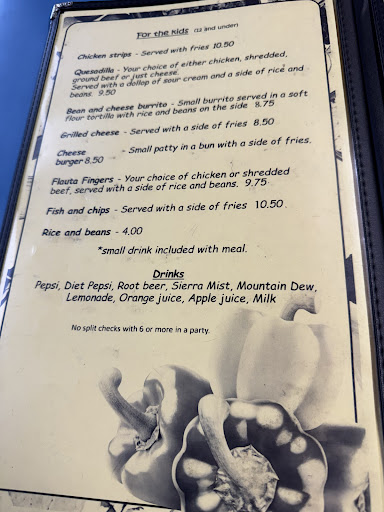 For the Kids (12 and under)
Chicken strips - Served with fries 10.50
Quesadilla - Your choice of either chicken, shredded,
ground beef or just cheese.
Served with a dollop of sour cream and a side of rice and
beans. 9.50
Bean and cheese burrito - Small burrito served in a soft
flour tortilla with rice and beans on the side 8.75
Grilled cheese - Served with a side of fries 8.50
Cheese - Small patty in a bun with a side of fries.
burger 8.50
Flauta Fingers - Your choice of chicken or shredded
beef, served with a side of rice and beans. 9.75
Fish and chips - Served with a side of fries 10.50
Rice and beans - 4.00
*small drink included with meal.
Drinks
Pepsi, Diet Pepsi, Root beer, Sierra Mist, Mountain Dew,
Lemonade, Orange juice, Apple juice, Milk
No split checks with 6 or more in a party.